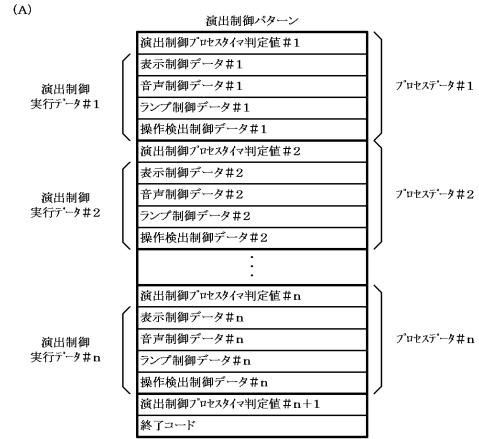 (A)
演出制御パターン
演出制御プロセスタイマ判定値＃1
表示制御データ＃1
音声制御データ＃1
ランプ制御データ＃1
操作検出制御データ＃1
演出制御
実行データ＃1
プロセスデータ＃1
演出制御プロセスタイマ判定値＃2
表示制御データ＃2
音声制御データ＃2
ランプ制御データ＃2
操作検出制御データ＃2
演出制御
実行データ＃2
プロセスデータ＃2
⋮
演出制御プロセスタイマ判定値＃n
表示制御データ＃n
音声制御データ＃n
ランプ制御データ＃n
操作検出制御データ＃n
演出制御
実行データ＃n
プロセスデータ＃n
演出制御プロセスタイマ判定値＃n＋1
終了コード